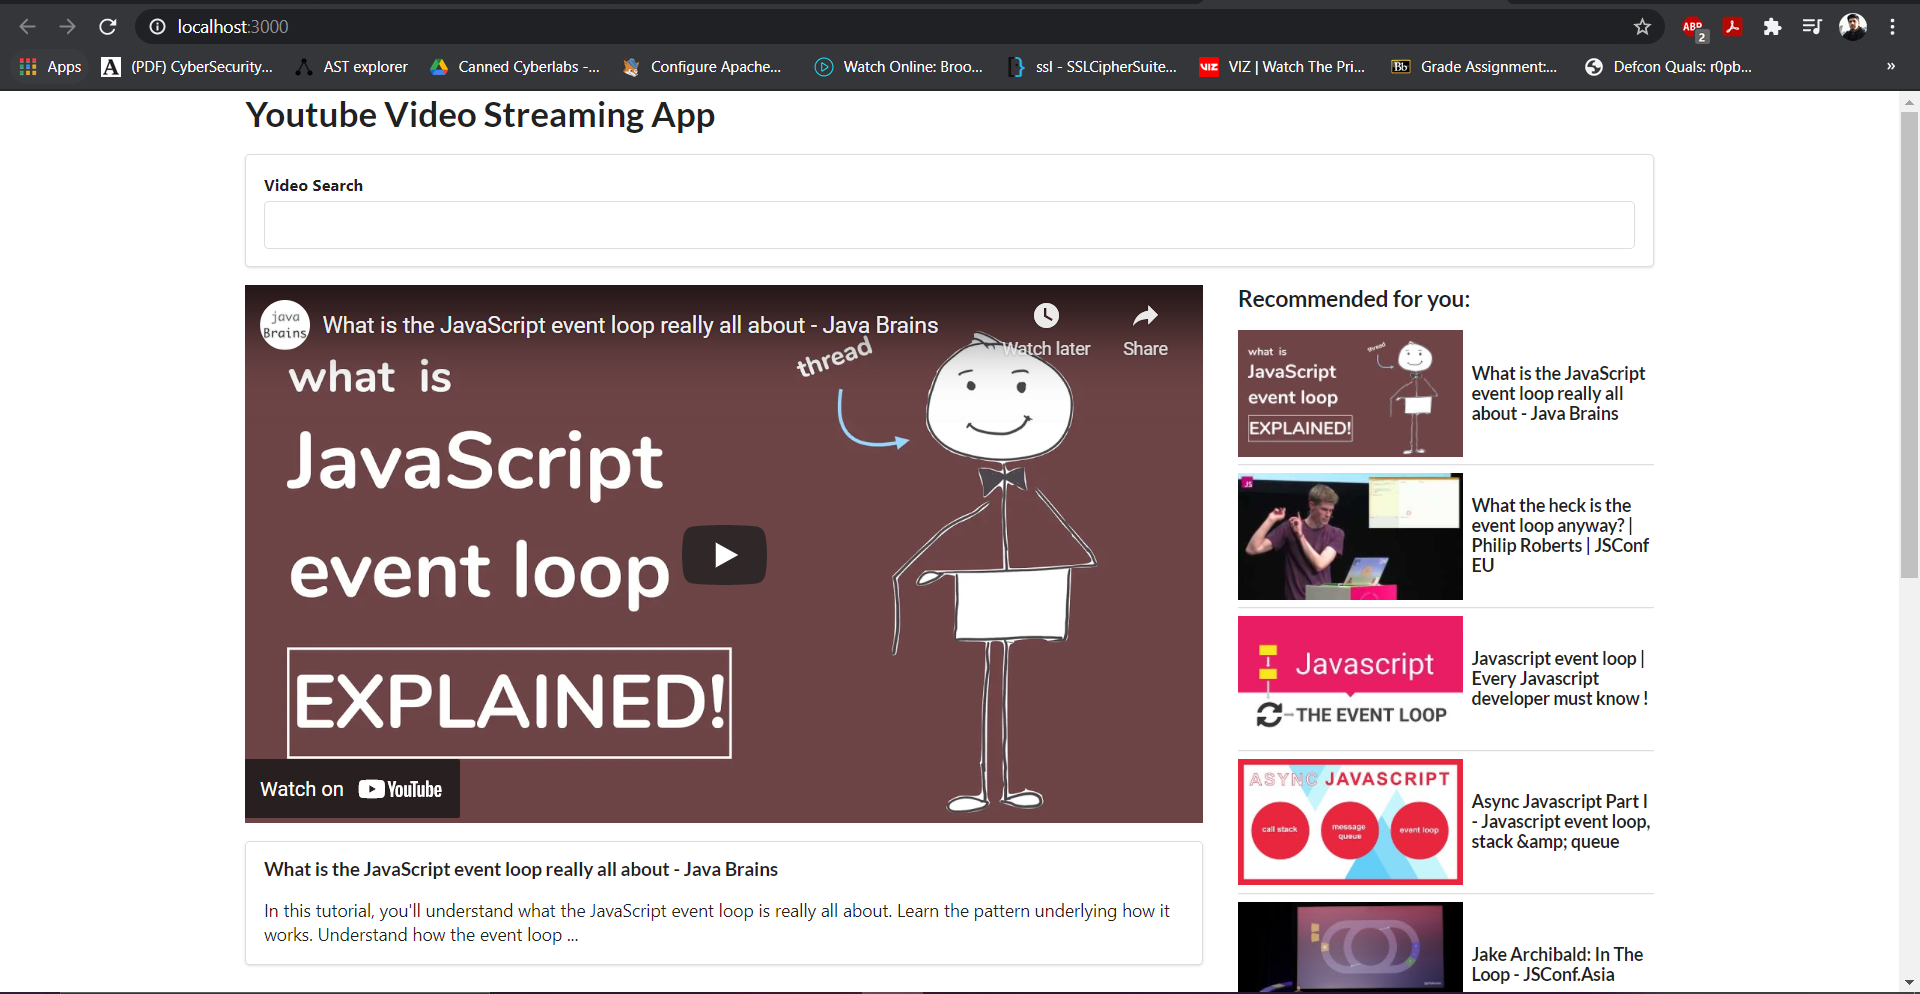 localhost:3000
ABP
2
Apps
(PDF) CyberSecurity...
AST explorer
Canned Cyberlabs -...
Configure Apache...
Watch Online: Broo...
ssl - SSLCipherSuite...
VIZ
VIZ | Watch The Pri...
Bb
Grade Assignment:...
Defcon Quals: r0pb...
»
Youtube Video Streaming App
Video Search
java
Brains
What is the JavaScript event loop really all about - Java Brains
Watch later
Share
what is
thread
JavaScript
event loop
EXPLAINED!
Watch on YouTube
What is the JavaScript event loop really all about - Java Brains
In this tutorial, you'll understand what the JavaScript event loop is really all about. Learn the pattern underlying how it
works. Understand how the event loop ...
Recommended for you:
what is
thread
JavaScript
event loop
EXPLAINED!
What is the JavaScript
event loop really all
about - Java Brains
JS
What the heck is the
event loop anyway? |
Philip Roberts | JSConf
EU
Javascript
THE EVENT LOOP
Javascript event loop |
Every Javascript
developer must know !
ASYNC JAVASCRIPT
call stack
message
queue
event loop
Async Javascript Part I
- Javascript event loop,
stack &amp; queue
Jake Archibald: In The
Loop - JSConf.Asia